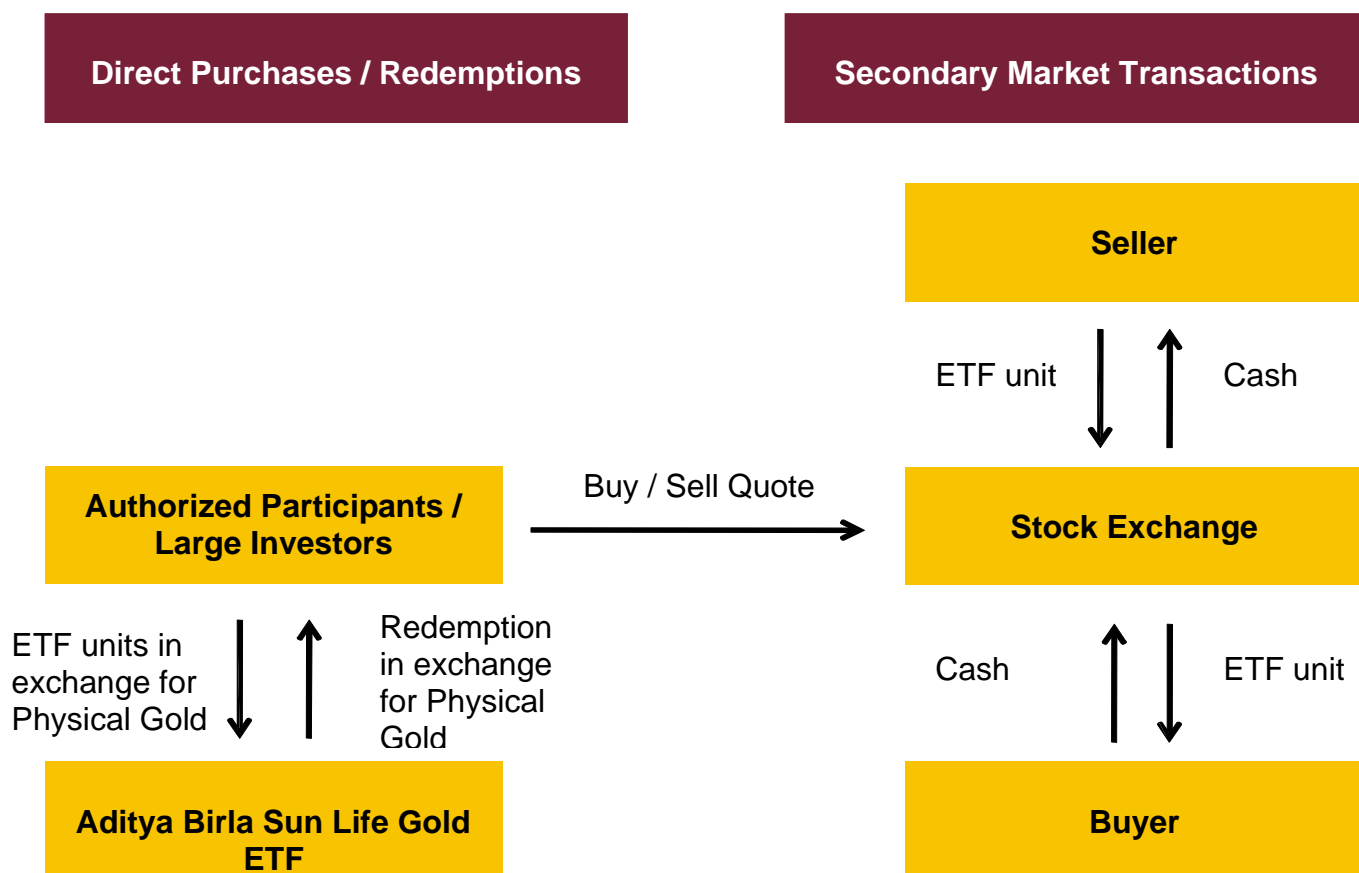 Direct Purchases / Redemptions
Secondary Market Transactions
Seller
ETF unit
Cash
Authorized Participants /
Large Investors
Buy / Sell Quote
Stock Exchange
ETF units in
exchange for
Physical Gold
Redemption
in exchange
for Physical
Gold
Cash
ETF unit
Aditya Birla Sun Life Gold
ETF
Buyer